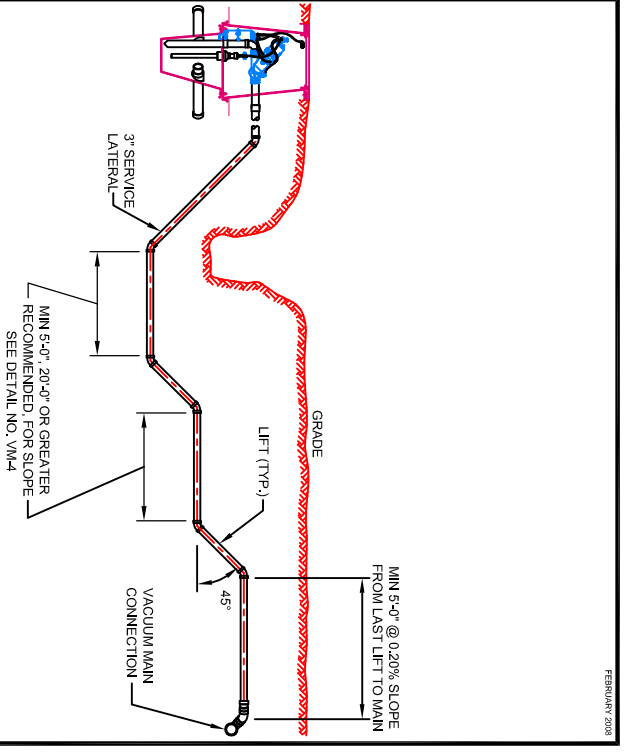 FEBRUARY 2008
GRADE
MIN 5'-0" @ 0.20% SLOPE
FROM LAST LIFT TO MAIN
LIFT (TYP.)
45°
3" SERVICE
LATERAL
VACUUM MAIN
CONNECTION
MIN 5'-0", 20'-0" OR GREATER
RECOMMENDED, FOR SLOPE
SEE DETAIL NO. VM-4